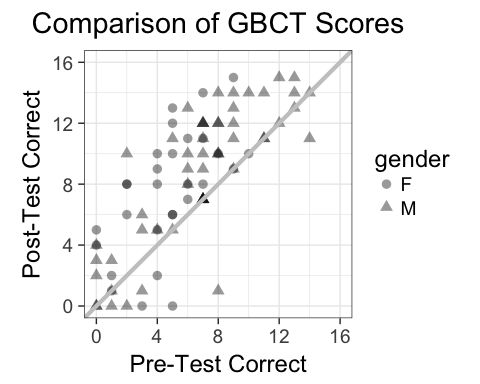 Comparison of GBCT Scores
16
12
8
4
0
Post-Test Correct
0 4 8 12 16
Pre-Test Correct
gender
F
M